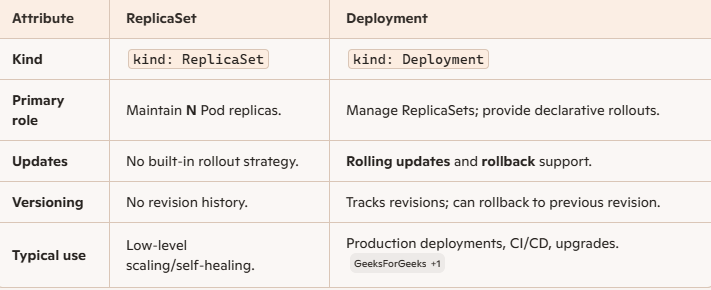 Attribute ReplicaSet Deployment
Kind kind: ReplicaSet kind: Deployment
Primary
role Maintain N Pod replicas. Manage ReplicaSets; provide declarative rollouts.
Updates No built-in rollout strategy. Rolling updates and rollback support.
Versioning No revision history. Tracks revisions; can rollback to previous revision.
Typical use Low-level
scaling/self-healing. Production deployments, CI/CD, upgrades.
GeeksForGeeks +1